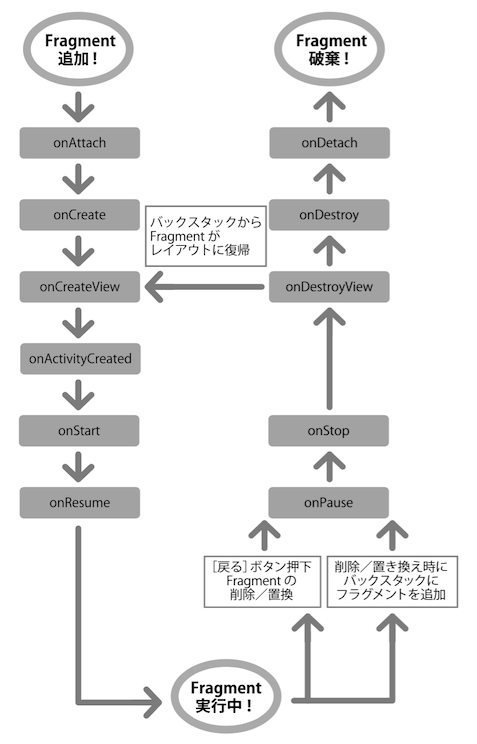 Fragment
追加！
onAttach
onCreate
onCreateView
onActivityCreated
onStart
onResume
Fragment
実行中！
［戻る］ボタン押下
Fragment の
削除／置換
削除／置き換え時に
バックスタックに
フラグメントを追加
onPause
onStop
onDestroyView
バックスタックから
Fragment が
レイアウトに復帰
onDestroy
onDetach
Fragment
破棄！